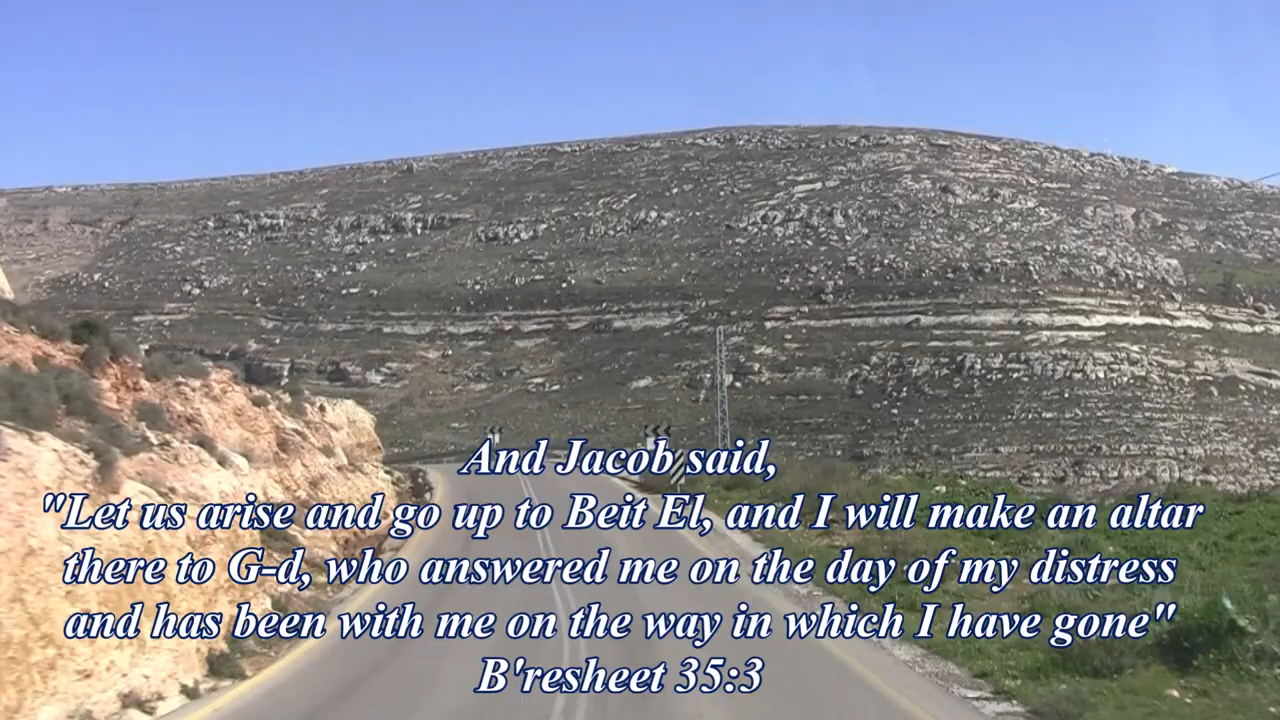 And Jacob said,
"Let us arise and go up to Beit El, and I will make an altar
there to G-d, who answered me on the day of my distress
and has been with me on the way in which I have gone"
B'resheet 35:3